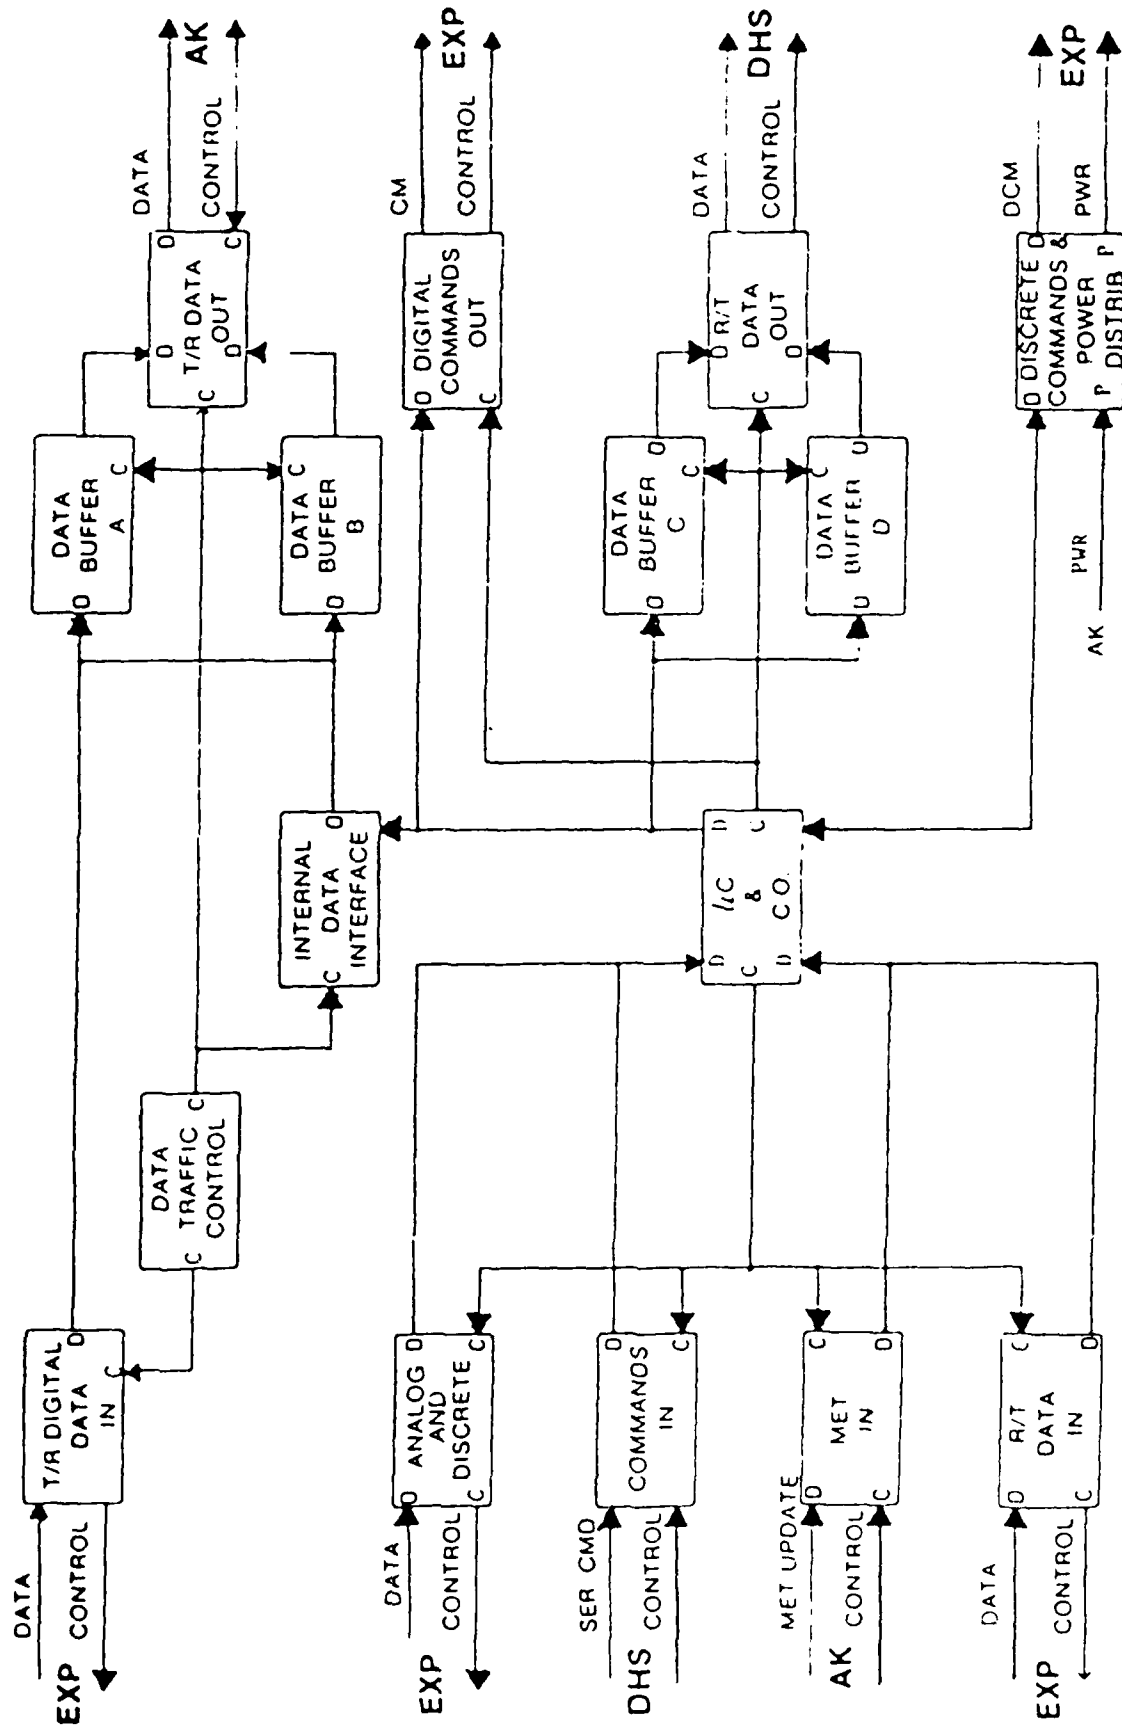 DATA
EXP
CONTROL
T/R DIGITAL
DATA
IN
D
C
DATA
TRAFFIC
CONTROL
C
C
INTERNAL
DATA
INTERFACE
C
D
DATA
BUFFER
A
D
C
DATA
BUFFER
B
D
C
T/R DATA
OUT
D
D
C
D
C
DATA
AK
CONTROL
DATA
EXP
CONTROL
ANALOG
AND
DISCRETE
D
C
D
C
DIGITAL
COMMANDS
OUT
D
C
CM
EXP
CONTROL
SER CMD
DHS
CONTROL
COMMANDS
IN
D
C
&
CO.
D
C
D
D
C
DATA
BUFFER
C
D
C
D
DATA
BUFFER
D
D
C
D
R/T
DATA
OUT
D
D
C
DATA
DHS
CONTROL
MET UPDATE
AK
CONTROL
MET
IN
D
C
C
D
DATA
EXP
CONTROL
R/T
DATA
IN
D
C
C
D
AK
PWR
DISCRETE
COMMANDS &
POWER
DISTRIB
D
P
D
P
DCM
EXP
PWR